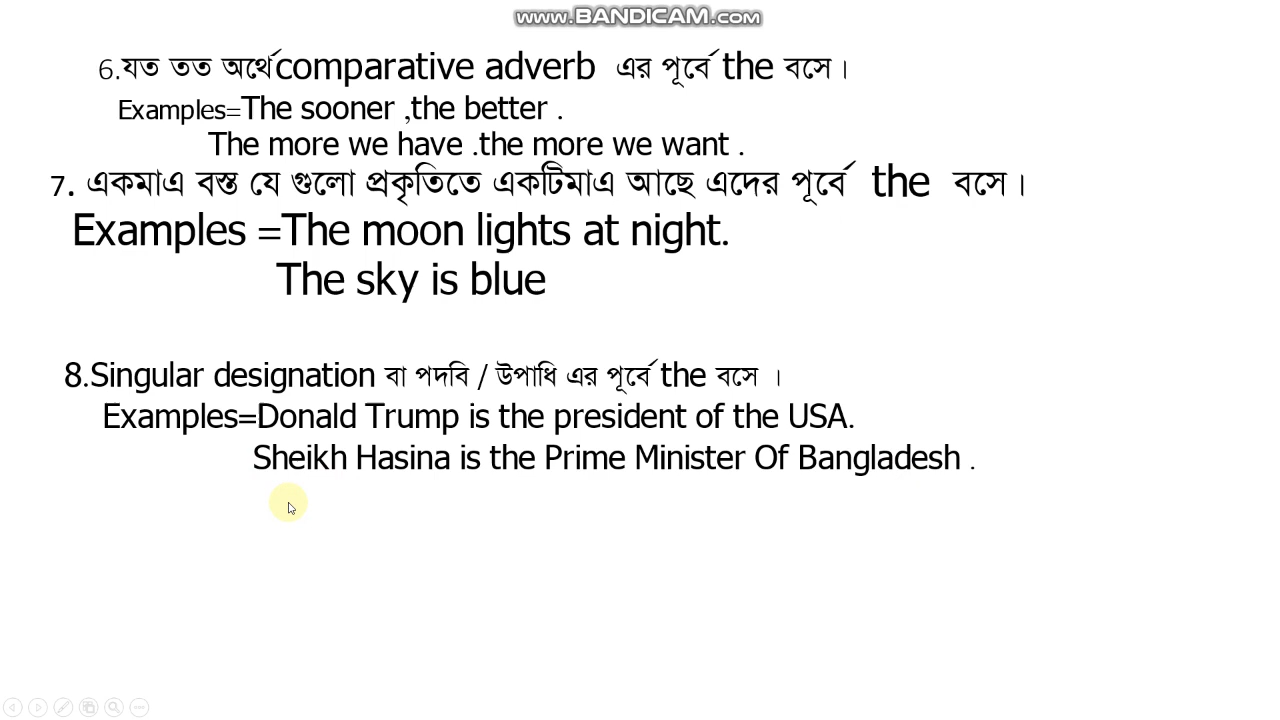 www.BANDICAM.com
6.যত তত অর্থেcomparative adverb এর পূর্বে the বসে।
Examples=The sooner ,the better .
The more we have .the more we want .
7. একমাএ বস্তু যে গুলো প্রকৃতিতে একটিমাএ আছে এদের পূর্বে the বসে।
Examples =The moon lights at night.
The sky is blue
8.Singular designation বা পদবি / উপাধি এর পূর্বে the বসে ।
Examples=Donald Trump is the president of the USA.
Sheikh Hasina is the Prime Minister Of Bangladesh .